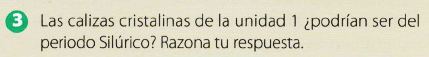 3 Las calizas cristalinas de la unidad 1 ¿podrían ser del
periodo Silúrico? Razona tu respuesta.